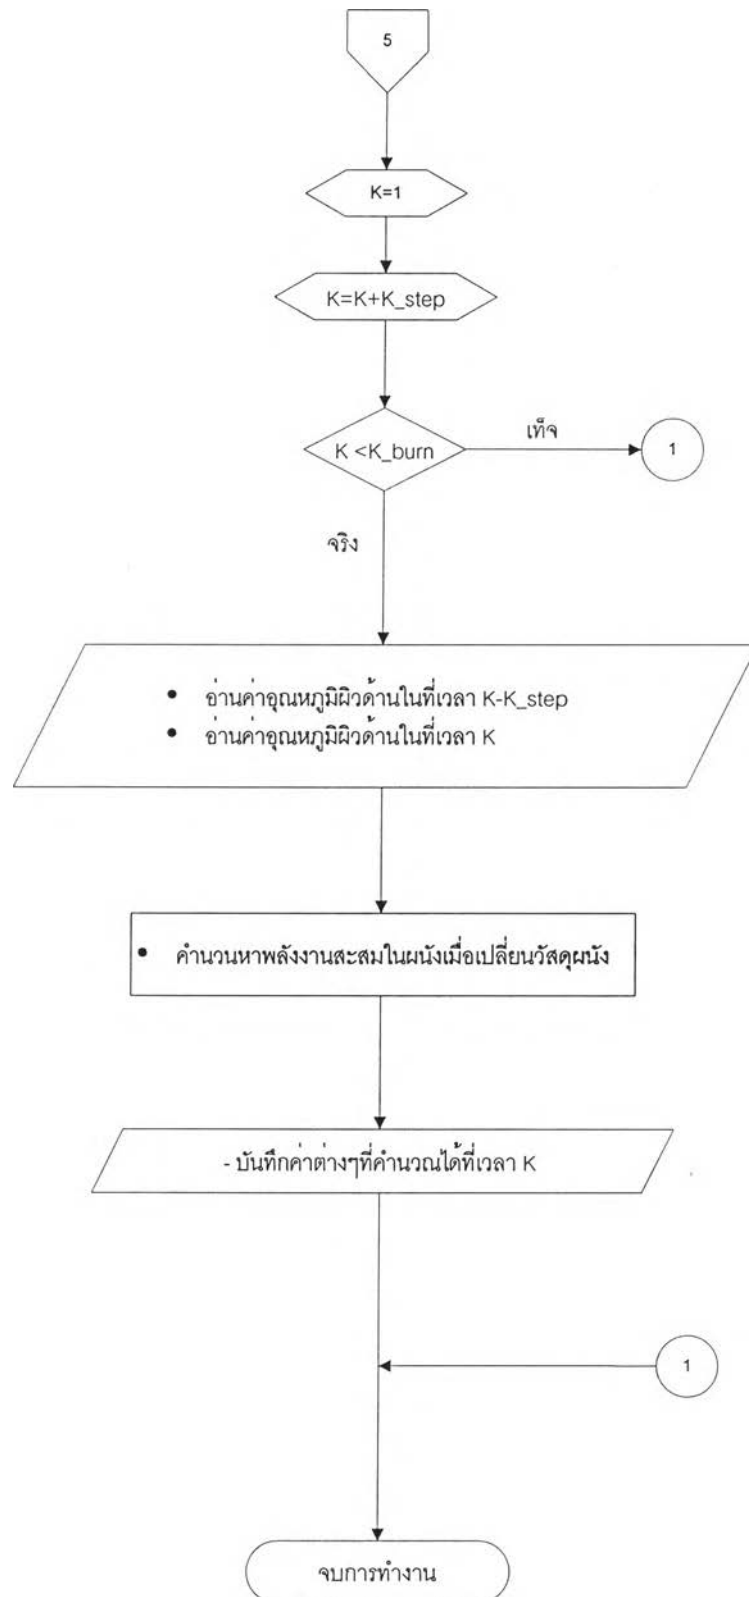 5
K=1
K=K+K_step
K <K_burn
เท็จ
1
จริง
• อ่านค่าอุณหภูมิผิวด้านในที่เวลา K-K_step
• อ่านค่าอุณหภูมิผิวด้านในที่เวลา K
• คำนวนหาพลังงานสะสมในผนังเมื่อเปลี่ยนวัสดุผนัง
- บันทึกค่าต่างๆที่คำนวณได้ที่เวลา K
1
จบการทำงาน